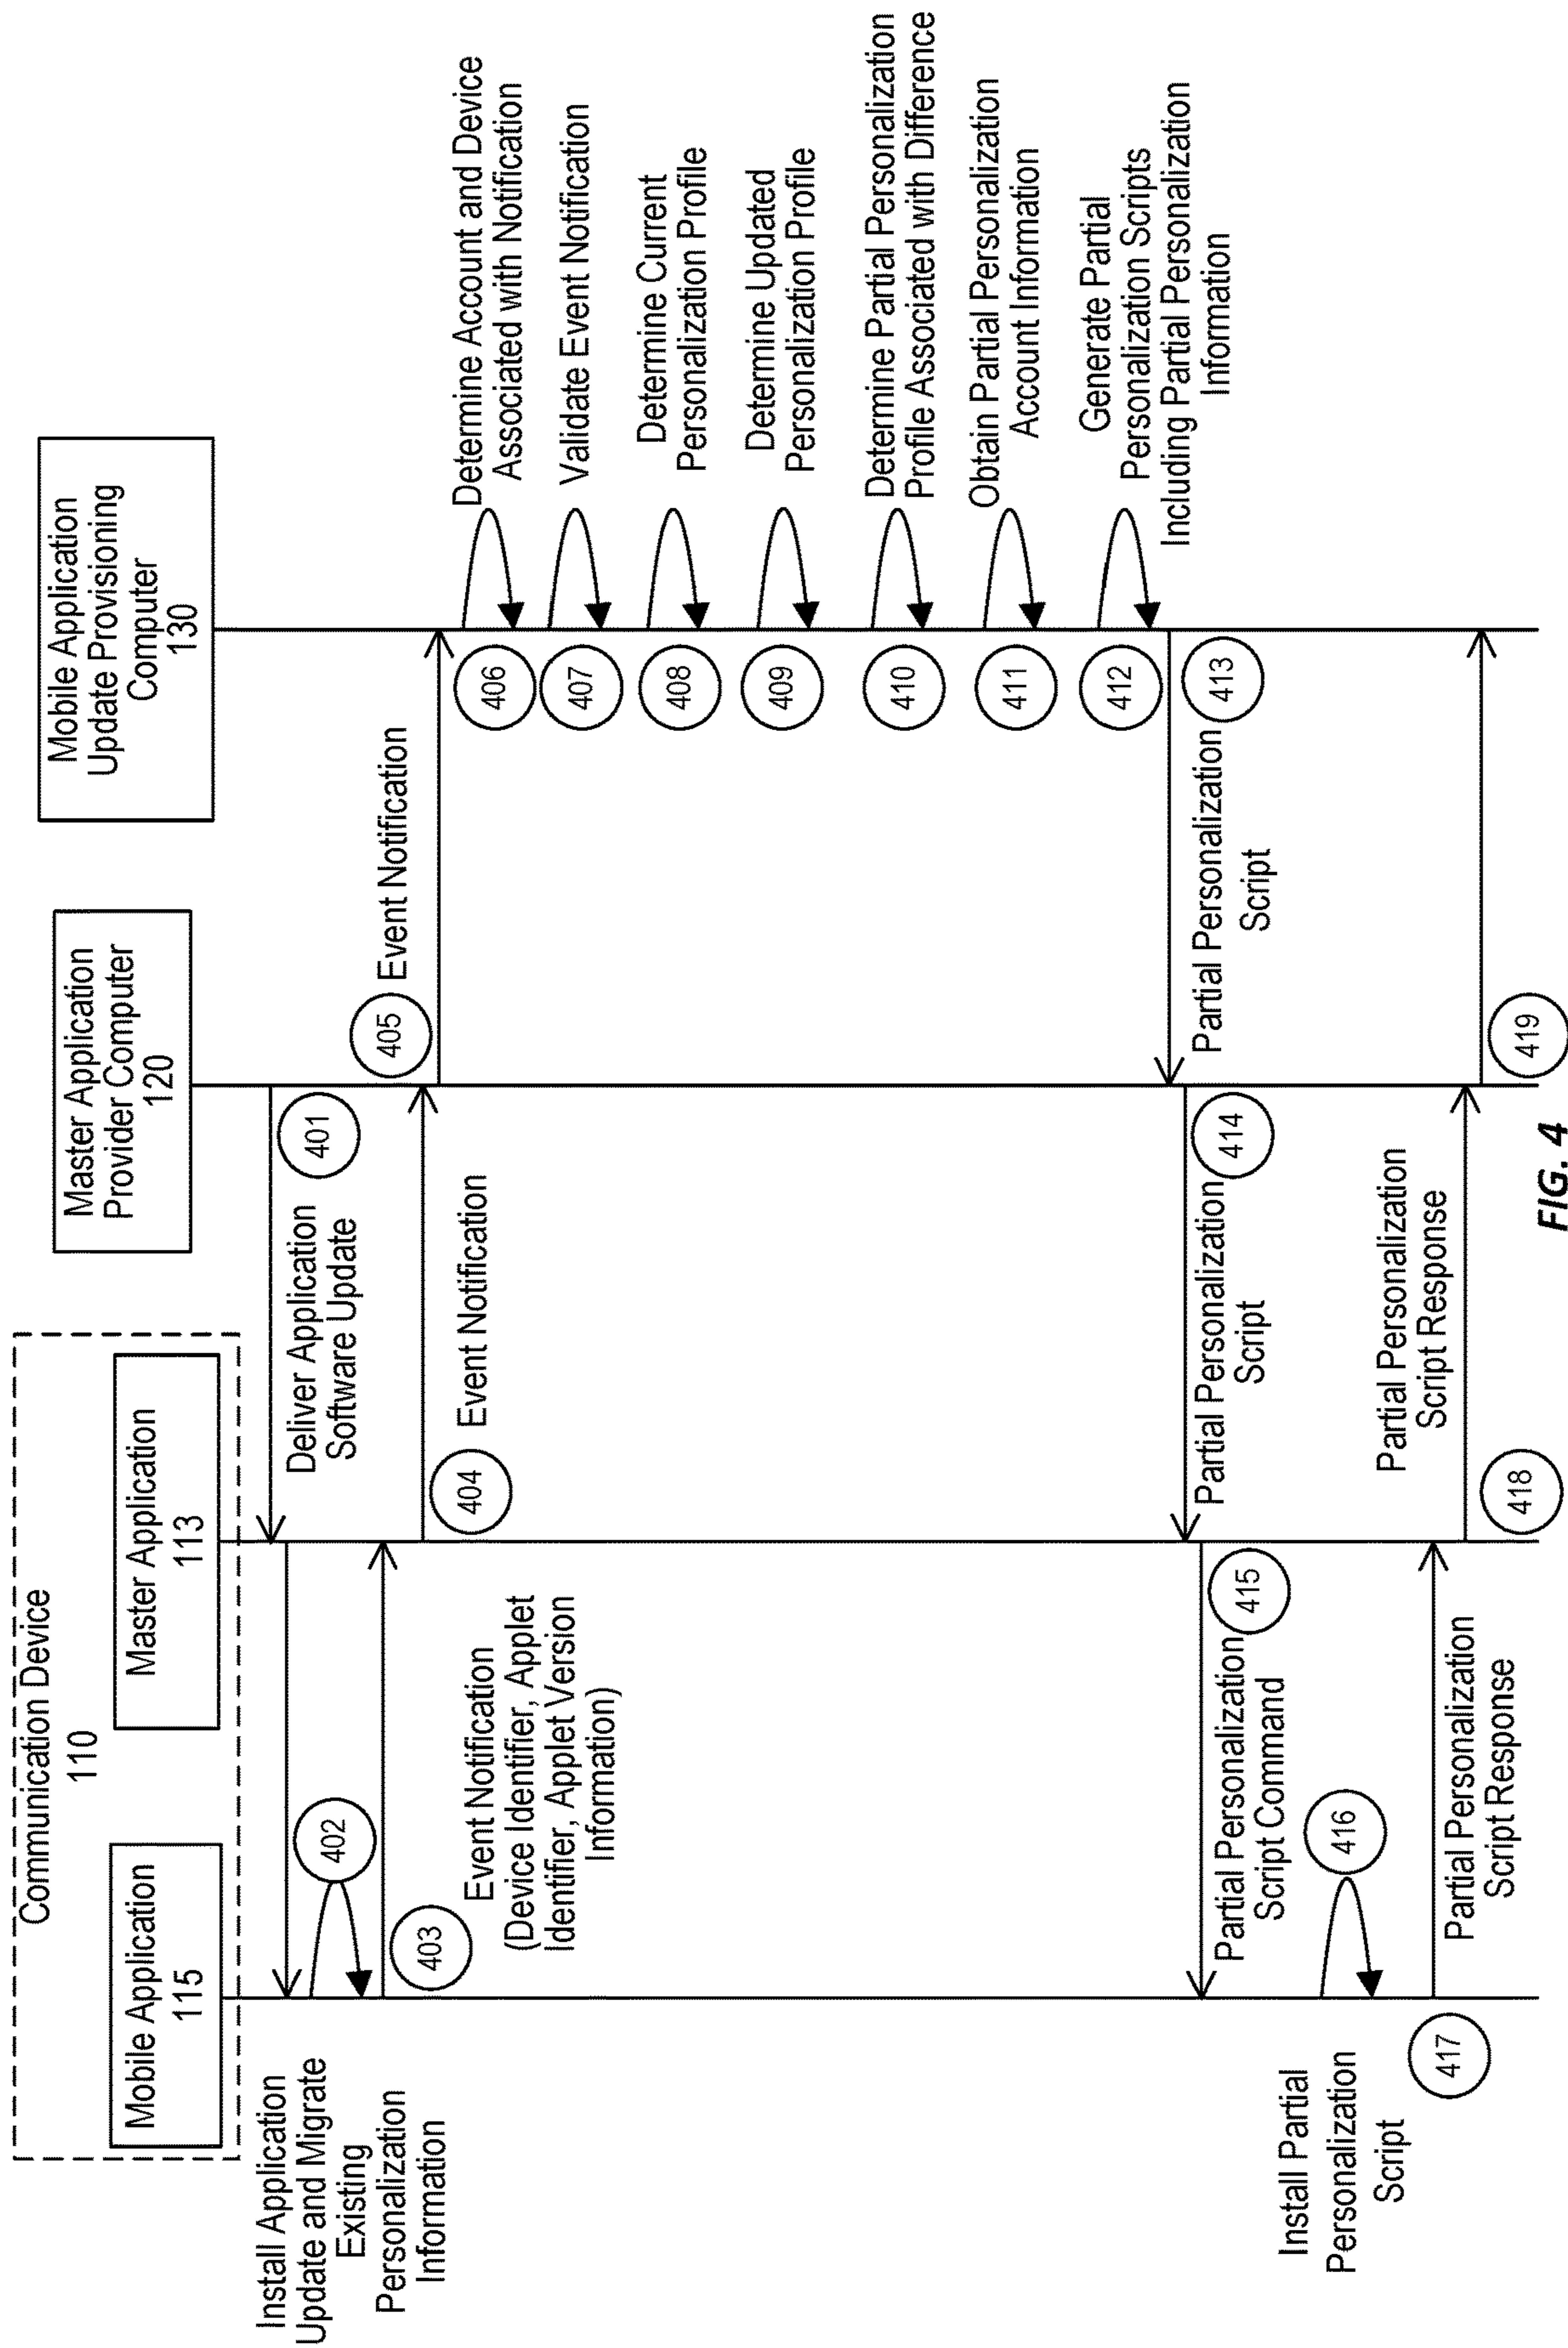 Communication Device
110
Mobile Application
115
Master Application
113
Master Application
Provider Computer
120
Mobile Application
Update Provisioning
Computer
130
Deliver Application
Software Update
401
Install Application
Update and Migrate
Existing
Personalization
Information
402
403
Event Notification
(Device Identifier, Applet
Identifier, Applet Version
Information)
404
Event Notification
405
Event Notification
406
Determine Account and Device
Associated with Notification
407
Validate Event Notification
408
Determine Current
Personalization Profile
409
Determine Updated
Personalization Profile
410
Determine Partial Personalization
Profile Associated with Difference
411
Obtain Partial Personalization
Account Information
412
Generate Partial
Personalization Scripts
Including Partial Personalization
Information
413
Partial Personalization
Script
414
Partial Personalization
Script
415
Partial Personalization
Script Command
416
Install Partial
Personalization
Script
417
Partial Personalization
Script Response
418
Partial Personalization
Script Response
419
FIG. 4